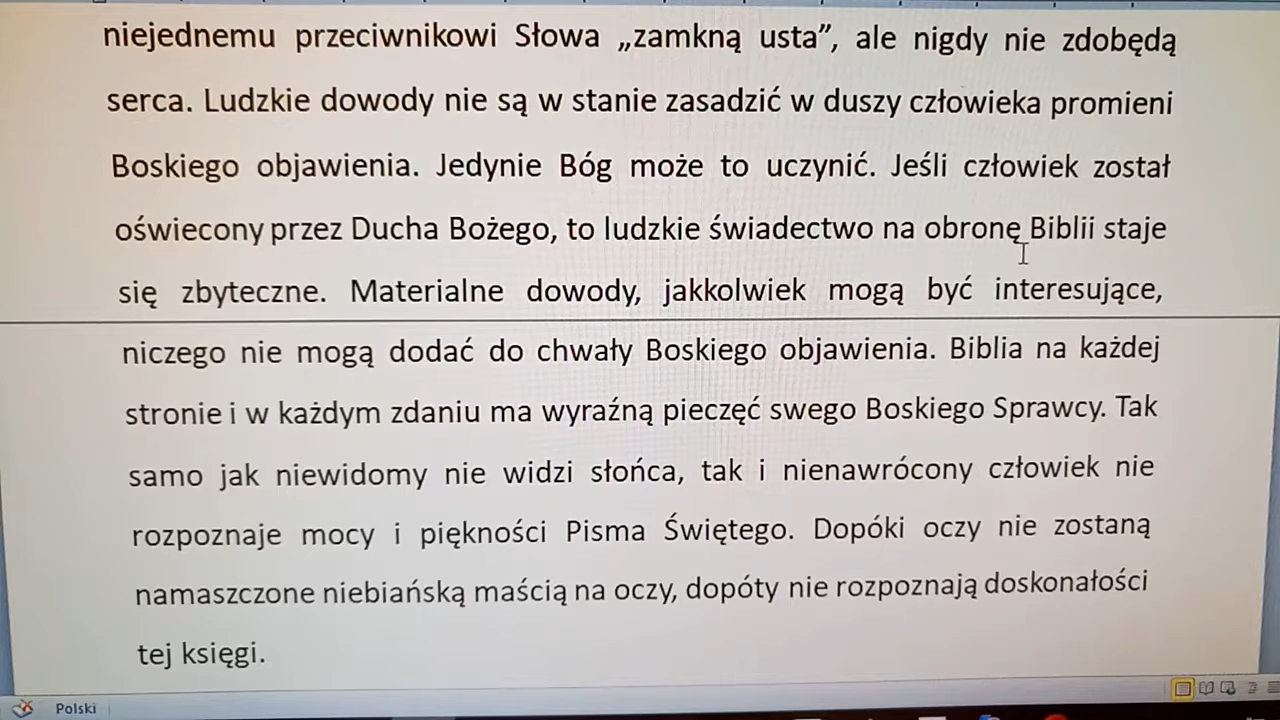 niejednemu przeciwnikowi Słowa „zamkną usta”, ale nigdy nie zdobędą
serca. Ludzkie dowody nie są w stanie zasadzić w duszy człowieka promieni
Boskiego objawienia. Jedynie Bóg może to uczynić. Jeśli człowiek został
oświecony przez Ducha Bożego, to ludzkie świadectwo na obronę Biblii staje
się zbyteczne. Materialne dowody, jakkolwiek mogą być interesujące,
niczego nie mogą dodać do chwały Boskiego objawienia. Biblia na każdej
stronie i w każdym zdaniu ma wyraźną pieczęć swego Boskiego Sprawcy. Tak
samo jak niewidomy nie widzi słońca, tak i nienawrócony człowiek nie
rozpoznaje mocy i piękności Pisma Świętego. Dopóki oczy nie zostaną
namaszczone niebiańską maścią na oczy, dopóty nie rozpoznają doskonałości
tej księgi.
Polski